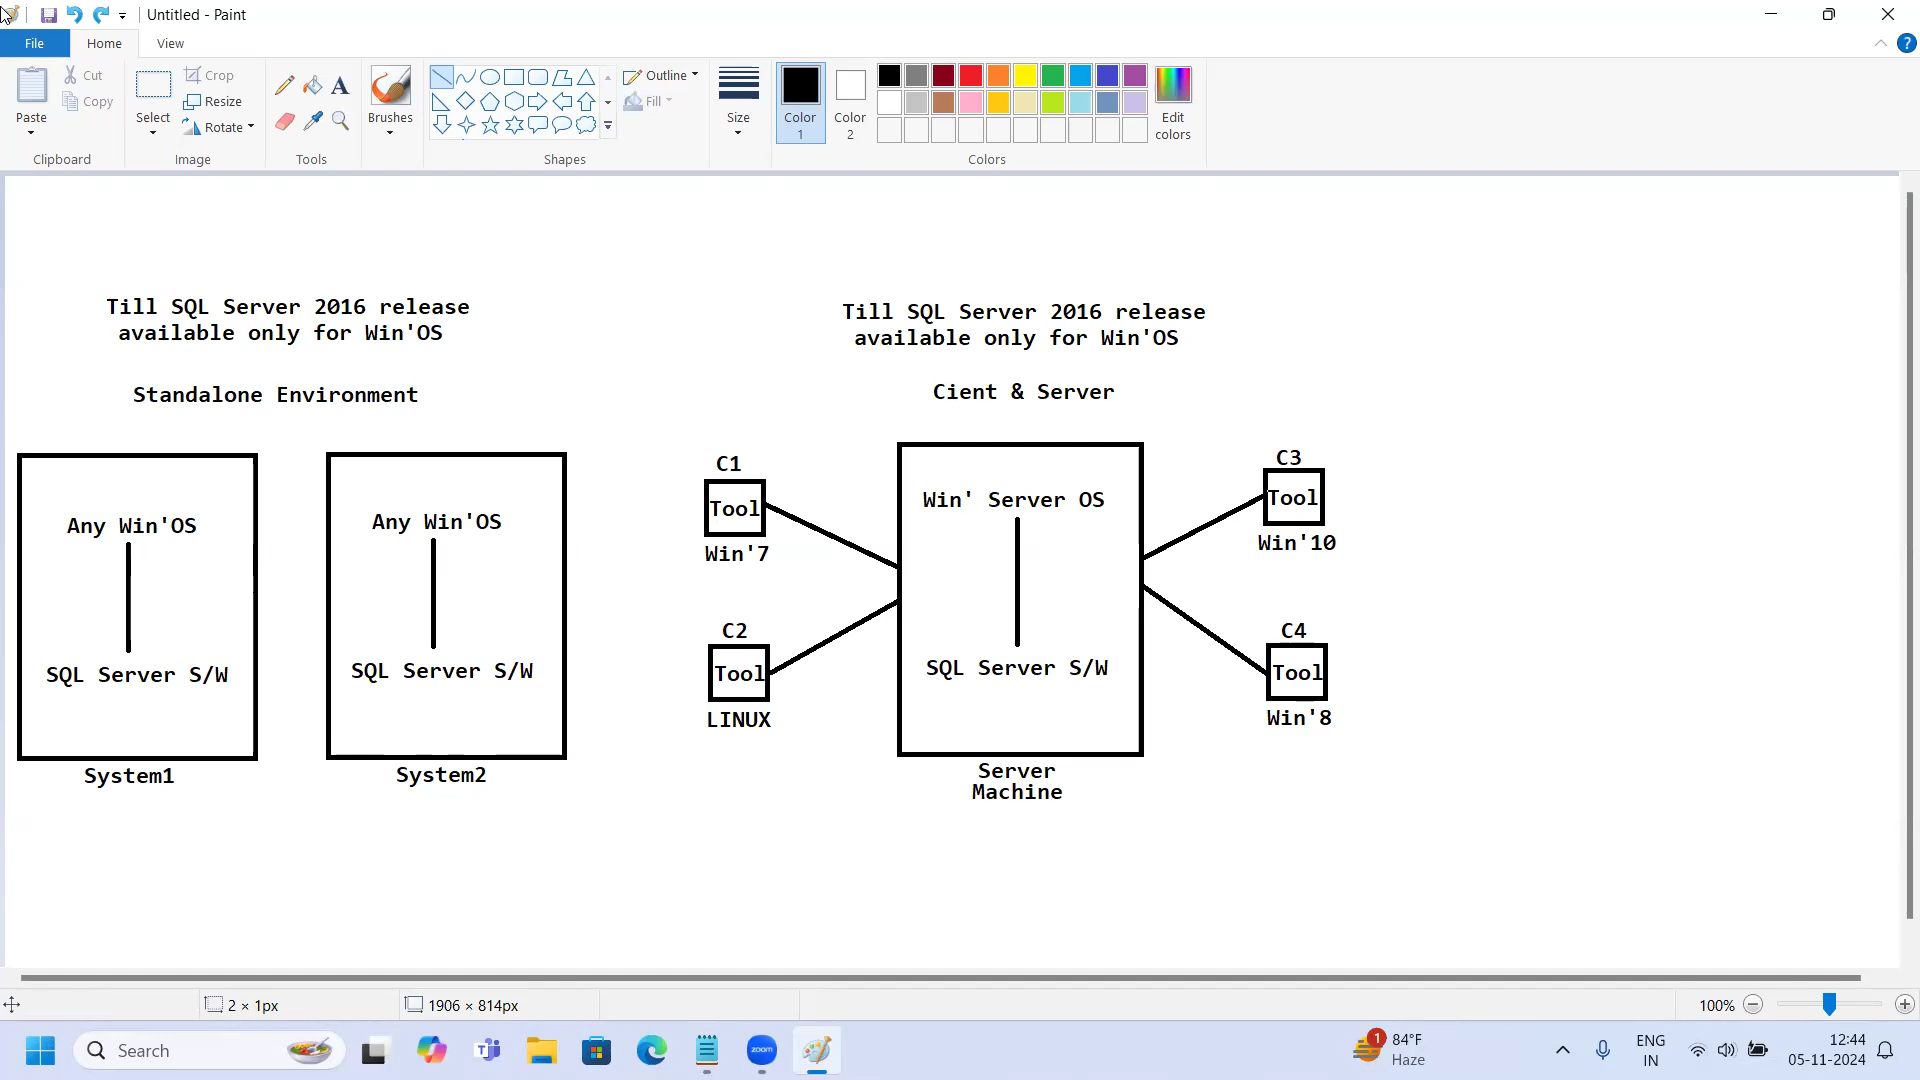 Untitled - Paint
File
Home
View
Paste
Cut
Copy
Clipboard
Select
Crop
Resize
Rotate
Image
Tools
Brushes
Shapes
Outline
Fill
Size
Color
1
Color
2
Edit
colors
Colors
Till SQL Server 2016 release
available only for Win'OS
Standalone Environment
Any Win'OS
SQL Server S/W
System1
Any Win'OS
SQL Server S/W
System2
Till SQL Server 2016 release
available only for Win'OS
Cient & Server
C1
Tool
Win'7
C2
Tool
LINUX
Win' Server OS
SQL Server S/W
Server
Machine
C3
Tool
Win'10
C4
Tool
Win'8
2 × 1px
1906 × 814px
100%
Search
zoom
1
84°F
Haze
ENG
IN
12:44
05-11-2024